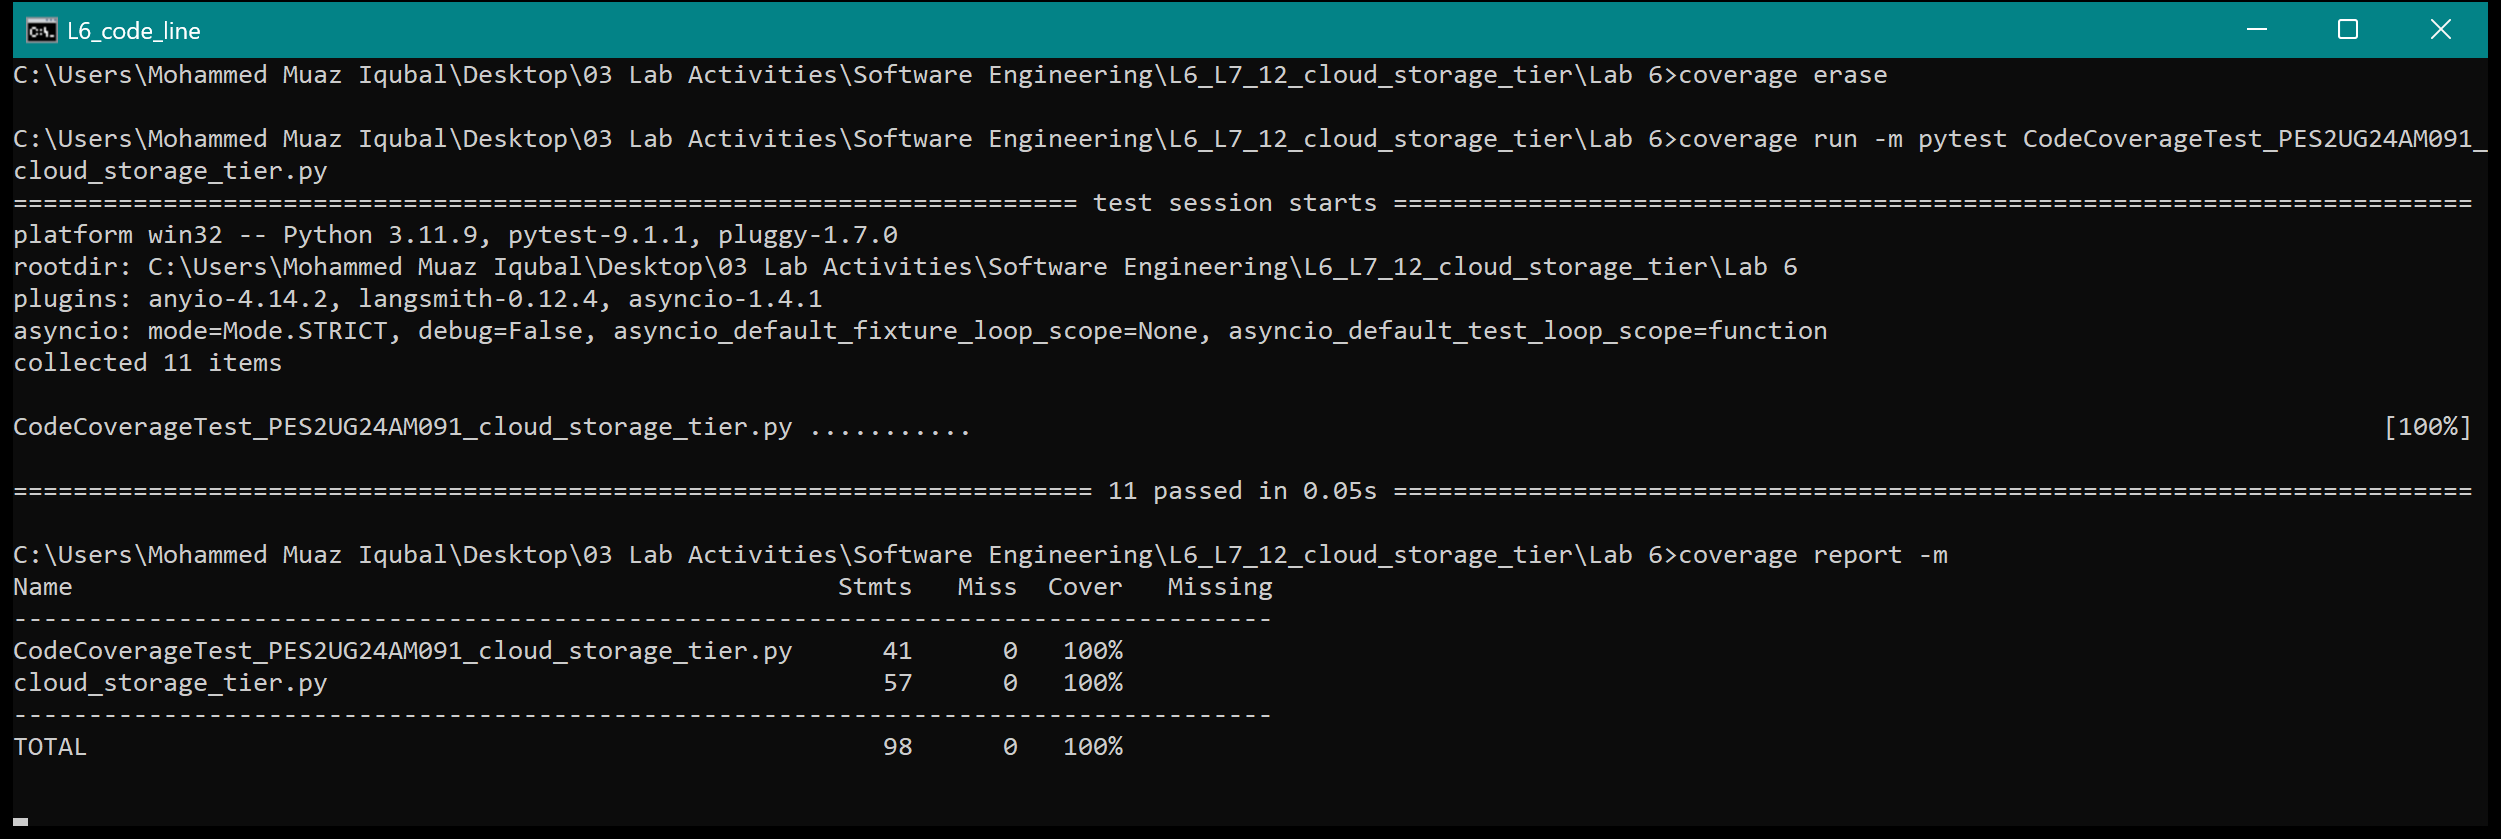 L6_code_line
C:\Users\Mohammed Muaz Iqubal\Desktop\03 Lab Activities\Software Engineering\L6_L7_12_cloud_storage_tier\Lab 6>coverage erase
C:\Users\Mohammed Muaz Iqubal\Desktop\03 Lab Activities\Software Engineering\L6_L7_12_cloud_storage_tier\Lab 6>coverage run -m pytest CodeCoverageTest_PES2UG24AM091_
cloud_storage_tier.py
======================================================================= test session starts ========================================================================
platform win32 -- Python 3.11.9, pytest-9.1.1, pluggy-1.7.0
rootdir: C:\Users\Mohammed Muaz Iqubal\Desktop\03 Lab Activities\Software Engineering\L6_L7_12_cloud_storage_tier\Lab 6
plugins: anyio-4.14.2, langsmith-0.12.4, asyncio-1.4.1
asyncio: mode=Mode.STRICT, debug=False, asyncio_default_fixture_loop_scope=None, asyncio_default_test_loop_scope=function
collected 11 items
CodeCoverageTest_PES2UG24AM091_cloud_storage_tier.py ........... [100%]
======================================================================== 11 passed in 0.05s ========================================================================
C:\Users\Mohammed Muaz Iqubal\Desktop\03 Lab Activities\Software Engineering\L6_L7_12_cloud_storage_tier\Lab 6>coverage report -m
Name Stmts Miss Cover Missing
------------------------------------------------------------------------------------
CodeCoverageTest_PES2UG24AM091_cloud_storage_tier.py 41 0 100%
cloud_storage_tier.py 57 0 100%
------------------------------------------------------------------------------------
TOTAL 98 0 100%